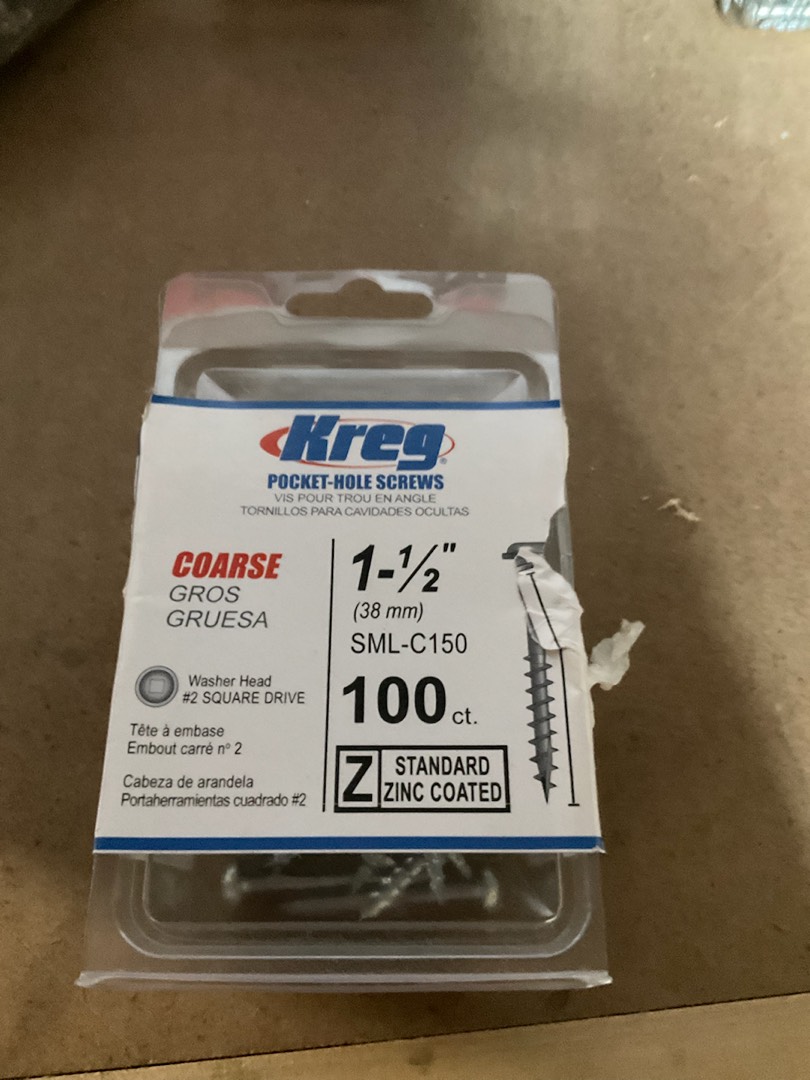 Kreg®
POCKET-HOLE SCREWS
VIS POUR TROU EN ANGLE
TORNILLOS PARA CAVIDADES OCULTAS
COARSE
GROS
GRUESA
Washer Head
#2 SQUARE DRIVE
Tête à embase
Embout carré nº 2
Cabeza de arandela
Portaherramientas cuadrado #2
1-½"
(38 mm)
SML-C150
100 ct.
Z STANDARD
ZINC COATED